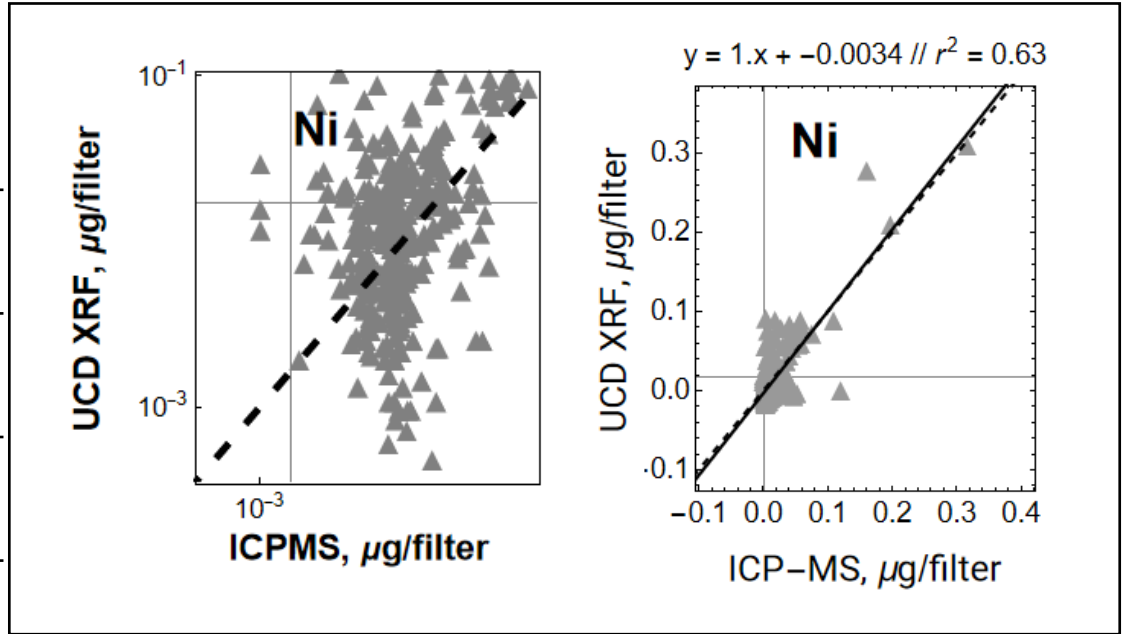 10⁻¹
Ni
UCD XRF, µg/filter
10⁻³
10⁻³
ICPMS, µg/filter
y = 1.x + −0.0034 // r² = 0.63
Ni
UCD XRF, µg/filter
0.3
0.2
0.1
0.0
.0.1
−0.1 0.0 0.1 0.2 0.3 0.4
ICP−MS, µg/filter